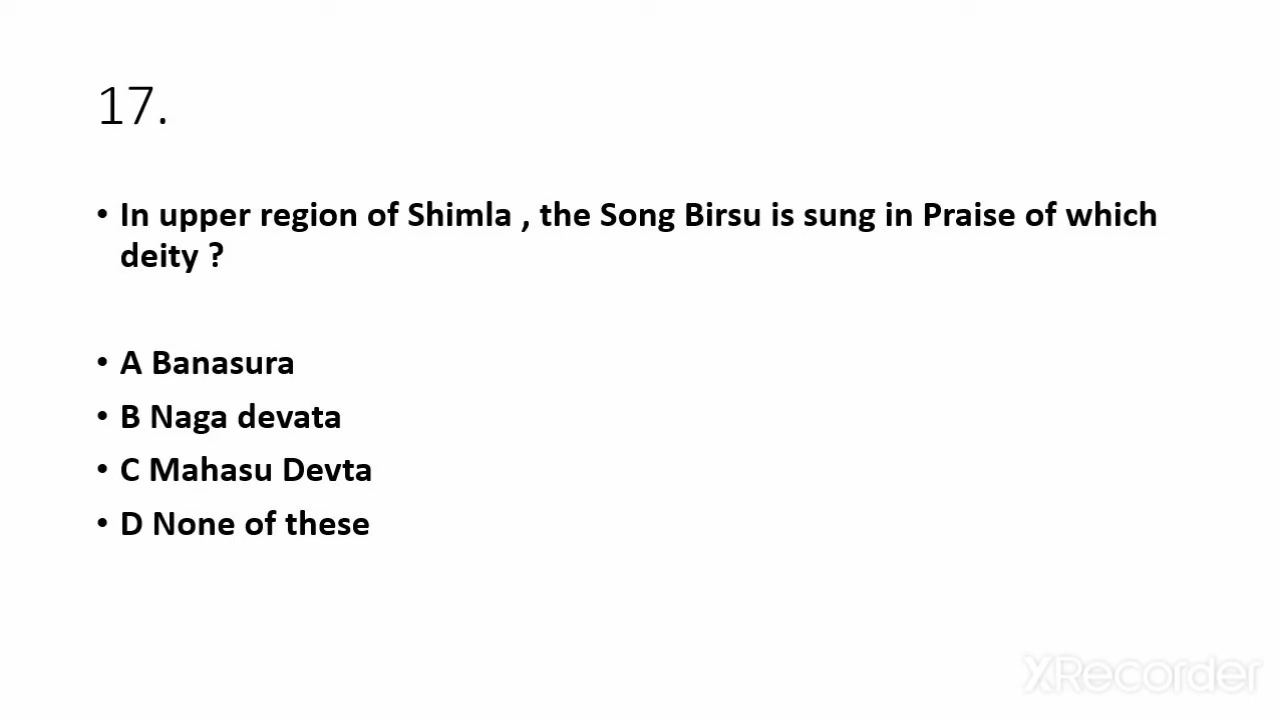 17.
• In upper region of Shimla , the Song Birsu is sung in Praise of which
deity ?
• A Banasura
• B Naga devata
• C Mahasu Devta
• D None of these
XRecorder